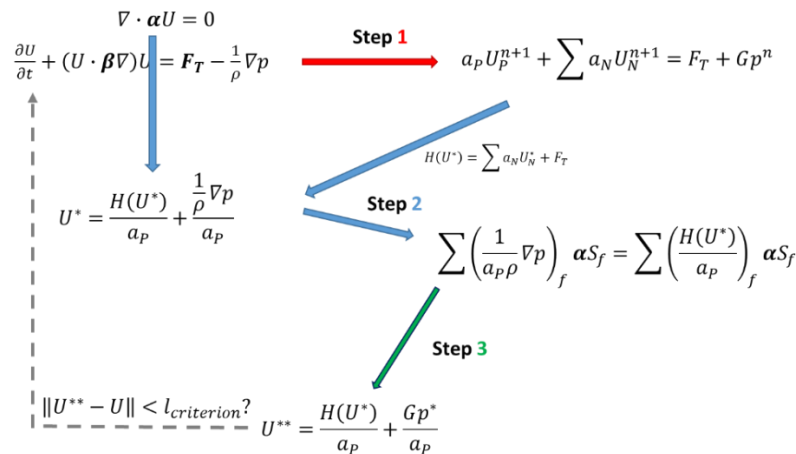 ∇ · αU = 0
∂U/∂t + (U · β∇)U = F_T − (1/ρ)∇p
Step 1
a_P U_P^{n+1} + ∑ a_N U_N^{n+1} = F_T + Gp^n
H(U*) = ∑ a_N U_N^* + F_T
U* = H(U*)/a_P + ((1/ρ)∇p)/a_P
Step 2
∑ (1/(a_P ρ) ∇p)_f αS_f = ∑ (H(U*)/a_P)_f αS_f
Step 3
‖U** − U‖ < l_criterion?
U** = H(U*)/a_P + Gp*/a_P